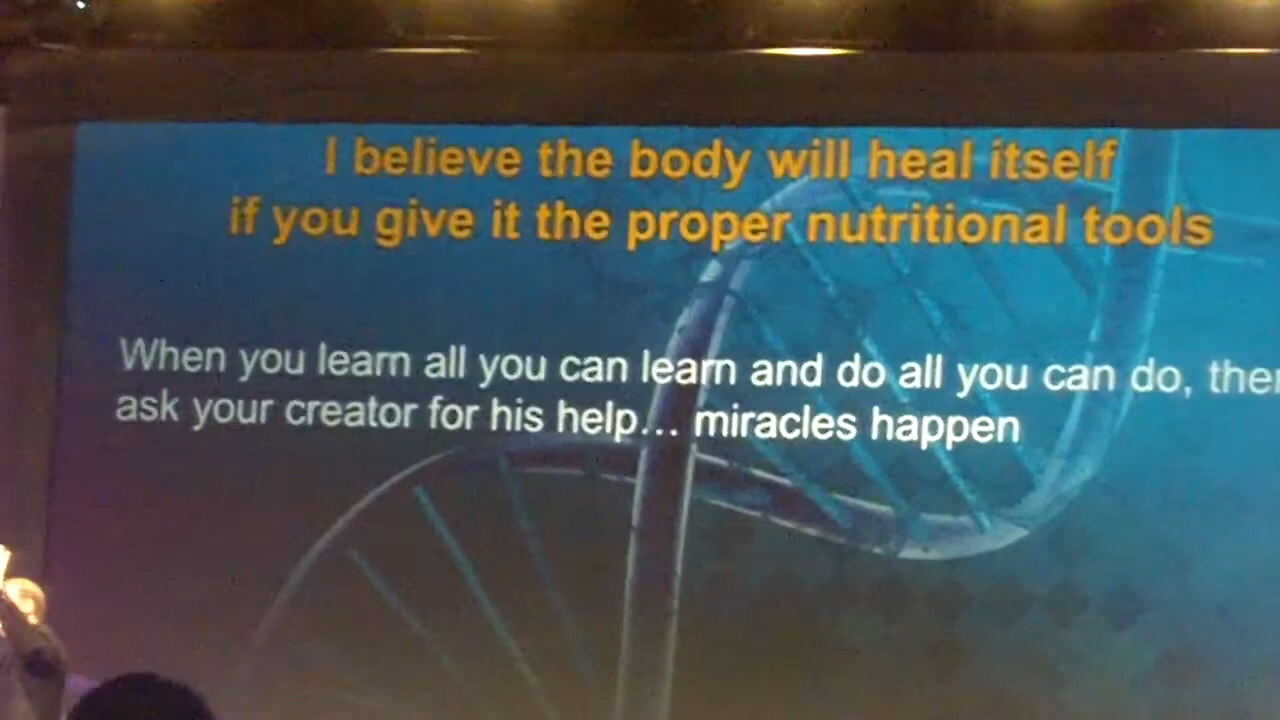 I believe the body will heal itself
if you give it the proper nutritional tools
When you learn all you can learn and do all you can do,
ask your creator for his help... miracles happen